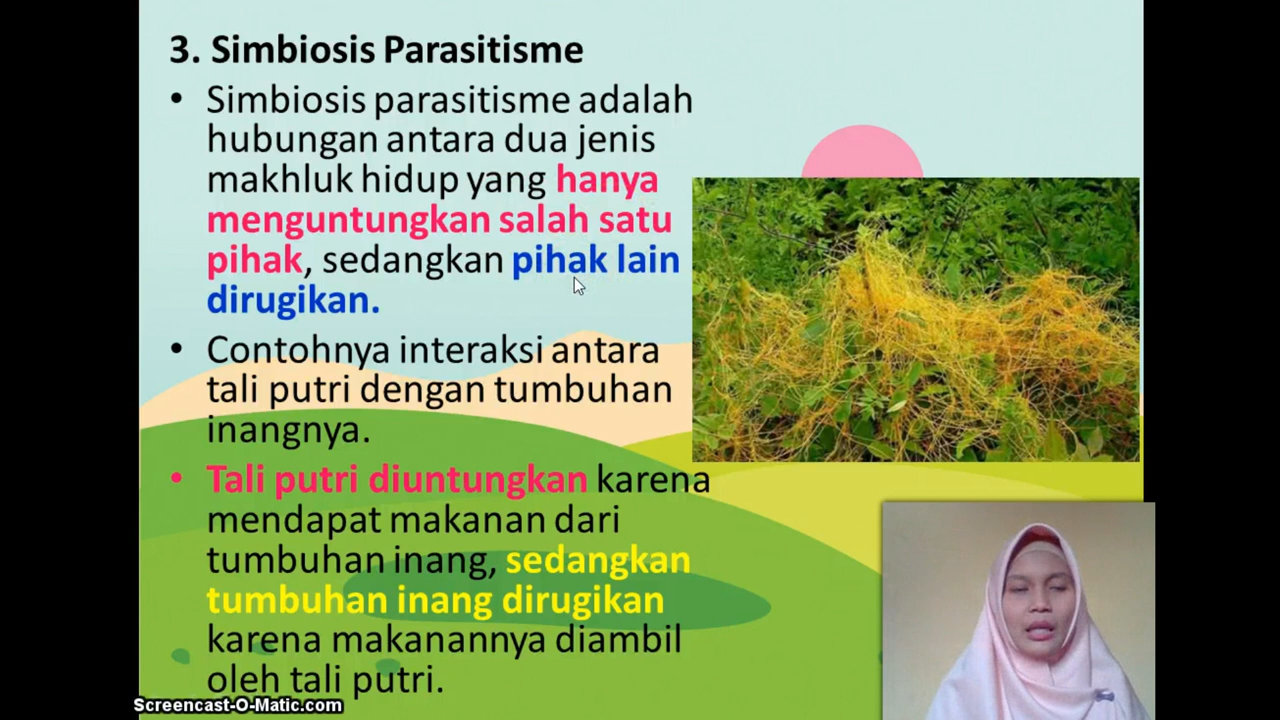 3. Simbiosis Parasitisme
• Simbiosis parasitisme adalah
hubungan antara dua jenis
makhluk hidup yang hanya
menguntungkan salah satu
pihak, sedangkan pihak lain
dirugikan.
• Contohnya interaksi antara
tali putri dengan tumbuhan
inangnya.
• Tali putri diuntungkan karena
mendapat makanan dari
tumbuhan inang, sedangkan
tumbuhan inang dirugikan
karena makanannya diambil
oleh tali putri.
Screencast-O-Matic.com